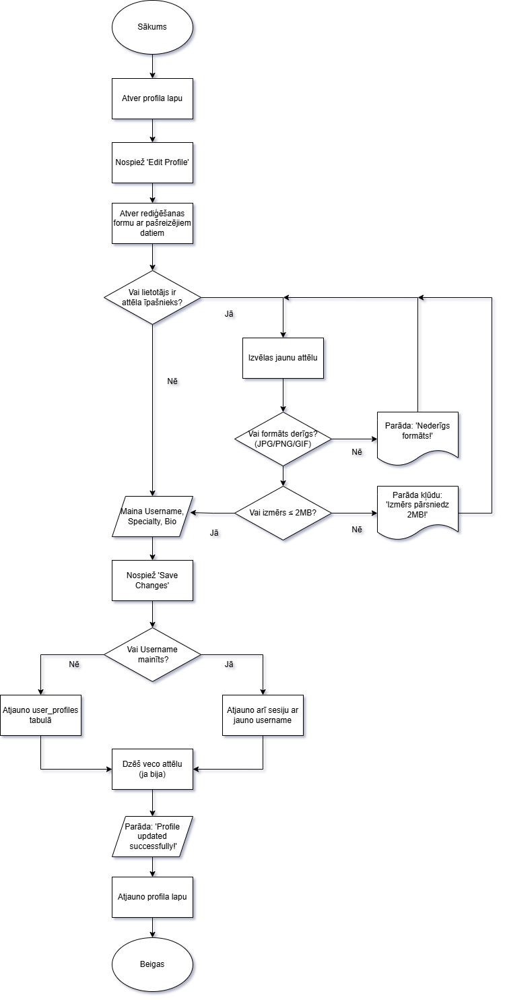 Sākums
Atver profila lapu
Nospiež 'Edit Profile'
Atver rediģēšanas
formu ar pašreizējiem
datiem
Vai lietotājs ir
attēla īpašnieks?
Jā
Izvēlas jaunu attēlu
Nē
Vai formāts derīgs?
(JPG/PNG/GIF)
Nē
Parāda: 'Nederīgs
formāts!'
Maina Username,
Specialty, Bio
Jā
Vai izmērs ≤ 2MB?
Nē
Parāda kļūdu:
'Izmērs pārsniedz
2MB!'
Nospiež 'Save
Changes'
Vai Username
mainīts?
Nē
Jā
Atjauno user_profiles
tabulā
Atjauno arī sesiju ar
jauno username
Dzēš veco attēlu
(ja bija)
Parāda: 'Profile
updated
successfully!'
Atjauno profila lapu
Beigas